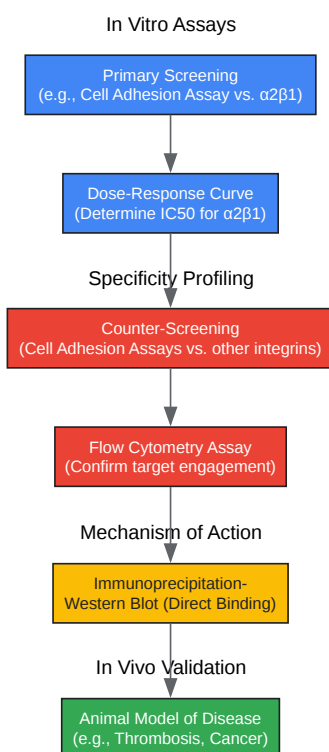 In Vitro Assays
Primary Screening
(e.g., Cell Adhesion Assay vs. α2β1)
Dose-Response Curve
(Determine IC50 for α2β1)
Specificity Profiling
Counter-Screening
(Cell Adhesion Assays vs. other integrins)
Flow Cytometry Assay
(Confirm target engagement)
Mechanism of Action
Immunoprecipitation-
Western Blot (Direct Binding)
In Vivo Validation
Animal Model of Disease
(e.g., Thrombosis, Cancer)